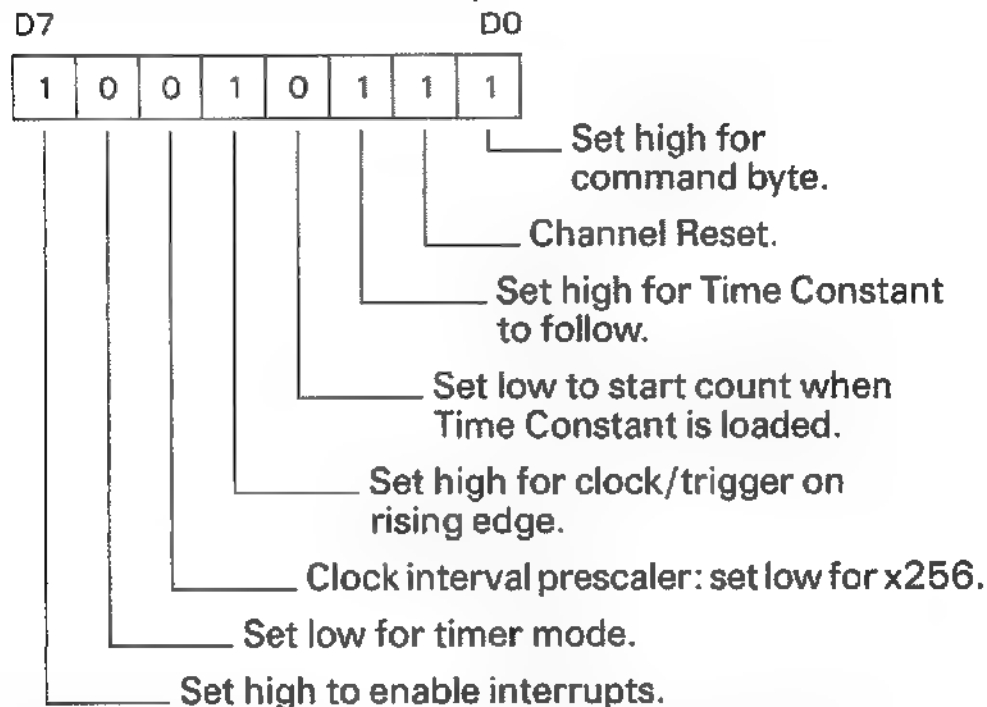 D7 D0
1 0 0 1 0 1 1 1
Set high for
command byte.
Channel Reset.
Set high for Time Constant
to follow.
Set low to start count when
Time Constant is loaded.
Set high for clock/trigger on
rising edge.
Clock interval prescaler: set low for x256.
Set low for timer mode.
Set high to enable interrupts.